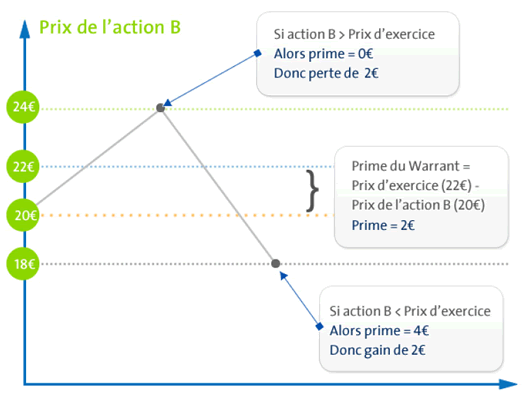 Prix de l'action B
Si action B > Prix d'exercice
Alors prime = 0€
Donc perte de 2€
24€
22€
20€
18€
Prime du Warrant =
Prix d'exercice (22€) -
Prix de l'action B (20€)
Prime = 2€
Si action B < Prix d'exercice
Alors prime = 4€
Donc gain de 2€